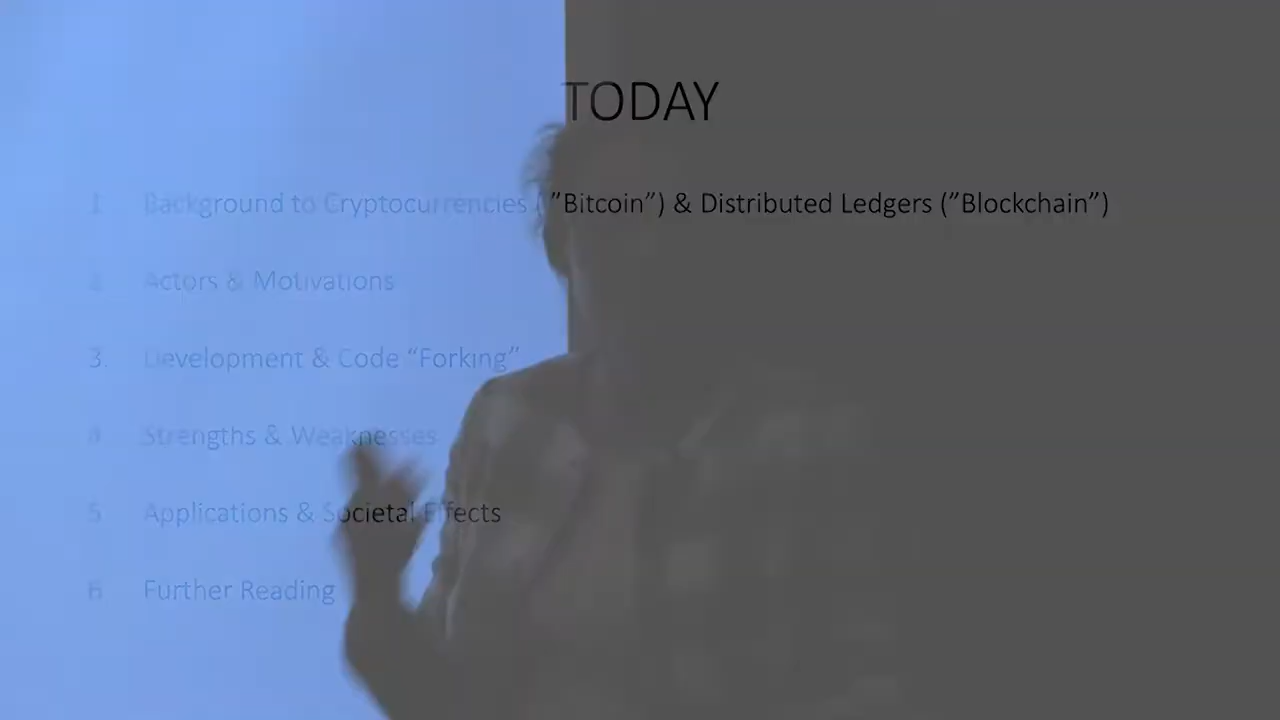 TODAY
1. Background to Cryptocurrencies (”Bitcoin”) & Distributed Ledgers (”Blockchain”)
2. Actors & Motivations
3. Development & Code “Forking”
4. Strengths & Weaknesses
5. Applications & Societal Effects
6. Further Reading